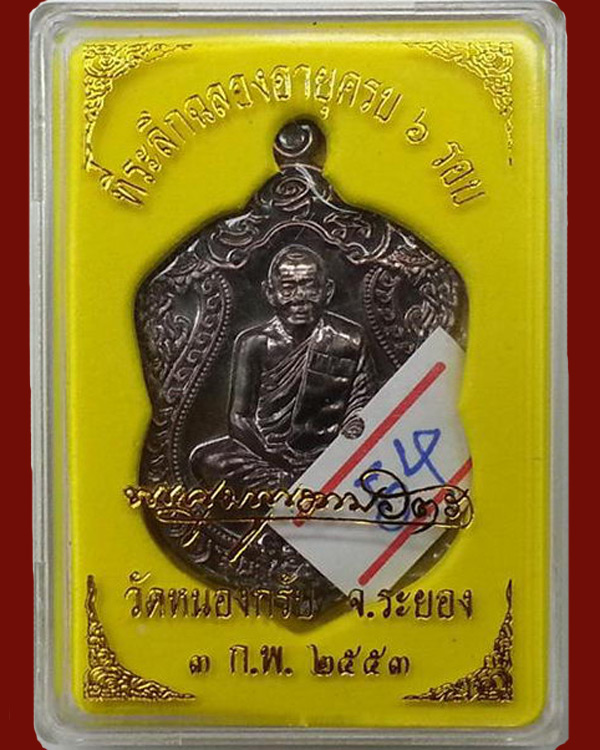 ที่ระลึกฉลองอายุครบ ๖ รอบ
๕๔
วัดหนองกรับ จ.ระยอง
๓ ก.พ. ๒๕๕๓